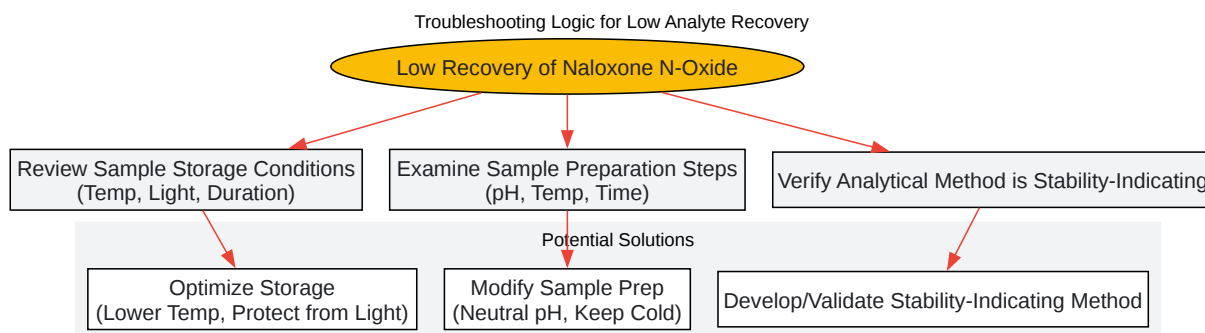 Troubleshooting Logic for Low Analyte Recovery
Low Recovery of Naloxone N-Oxide
Review Sample Storage Conditions
(Temp, Light, Duration)
Examine Sample Preparation Steps
(pH, Temp, Time)
Verify Analytical Method is Stability-Indicating
Potential Solutions
Optimize Storage
(Lower Temp, Protect from Light)
Modify Sample Prep
(Neutral pH, Keep Cold)
Develop/Validate Stability-Indicating Method